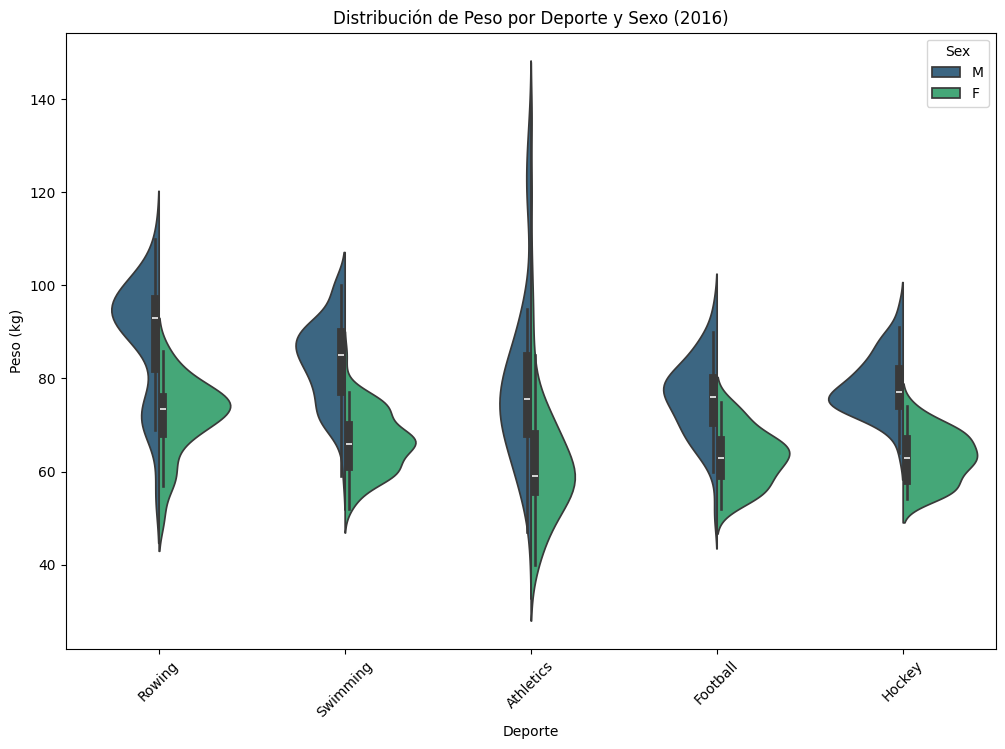 Distribución de Peso por Deporte y Sexo (2016)
Sex
M
F
140
120
100
80
60
40
Peso (kg)
Rowing
Swimming
Athletics
Football
Hockey
Deporte